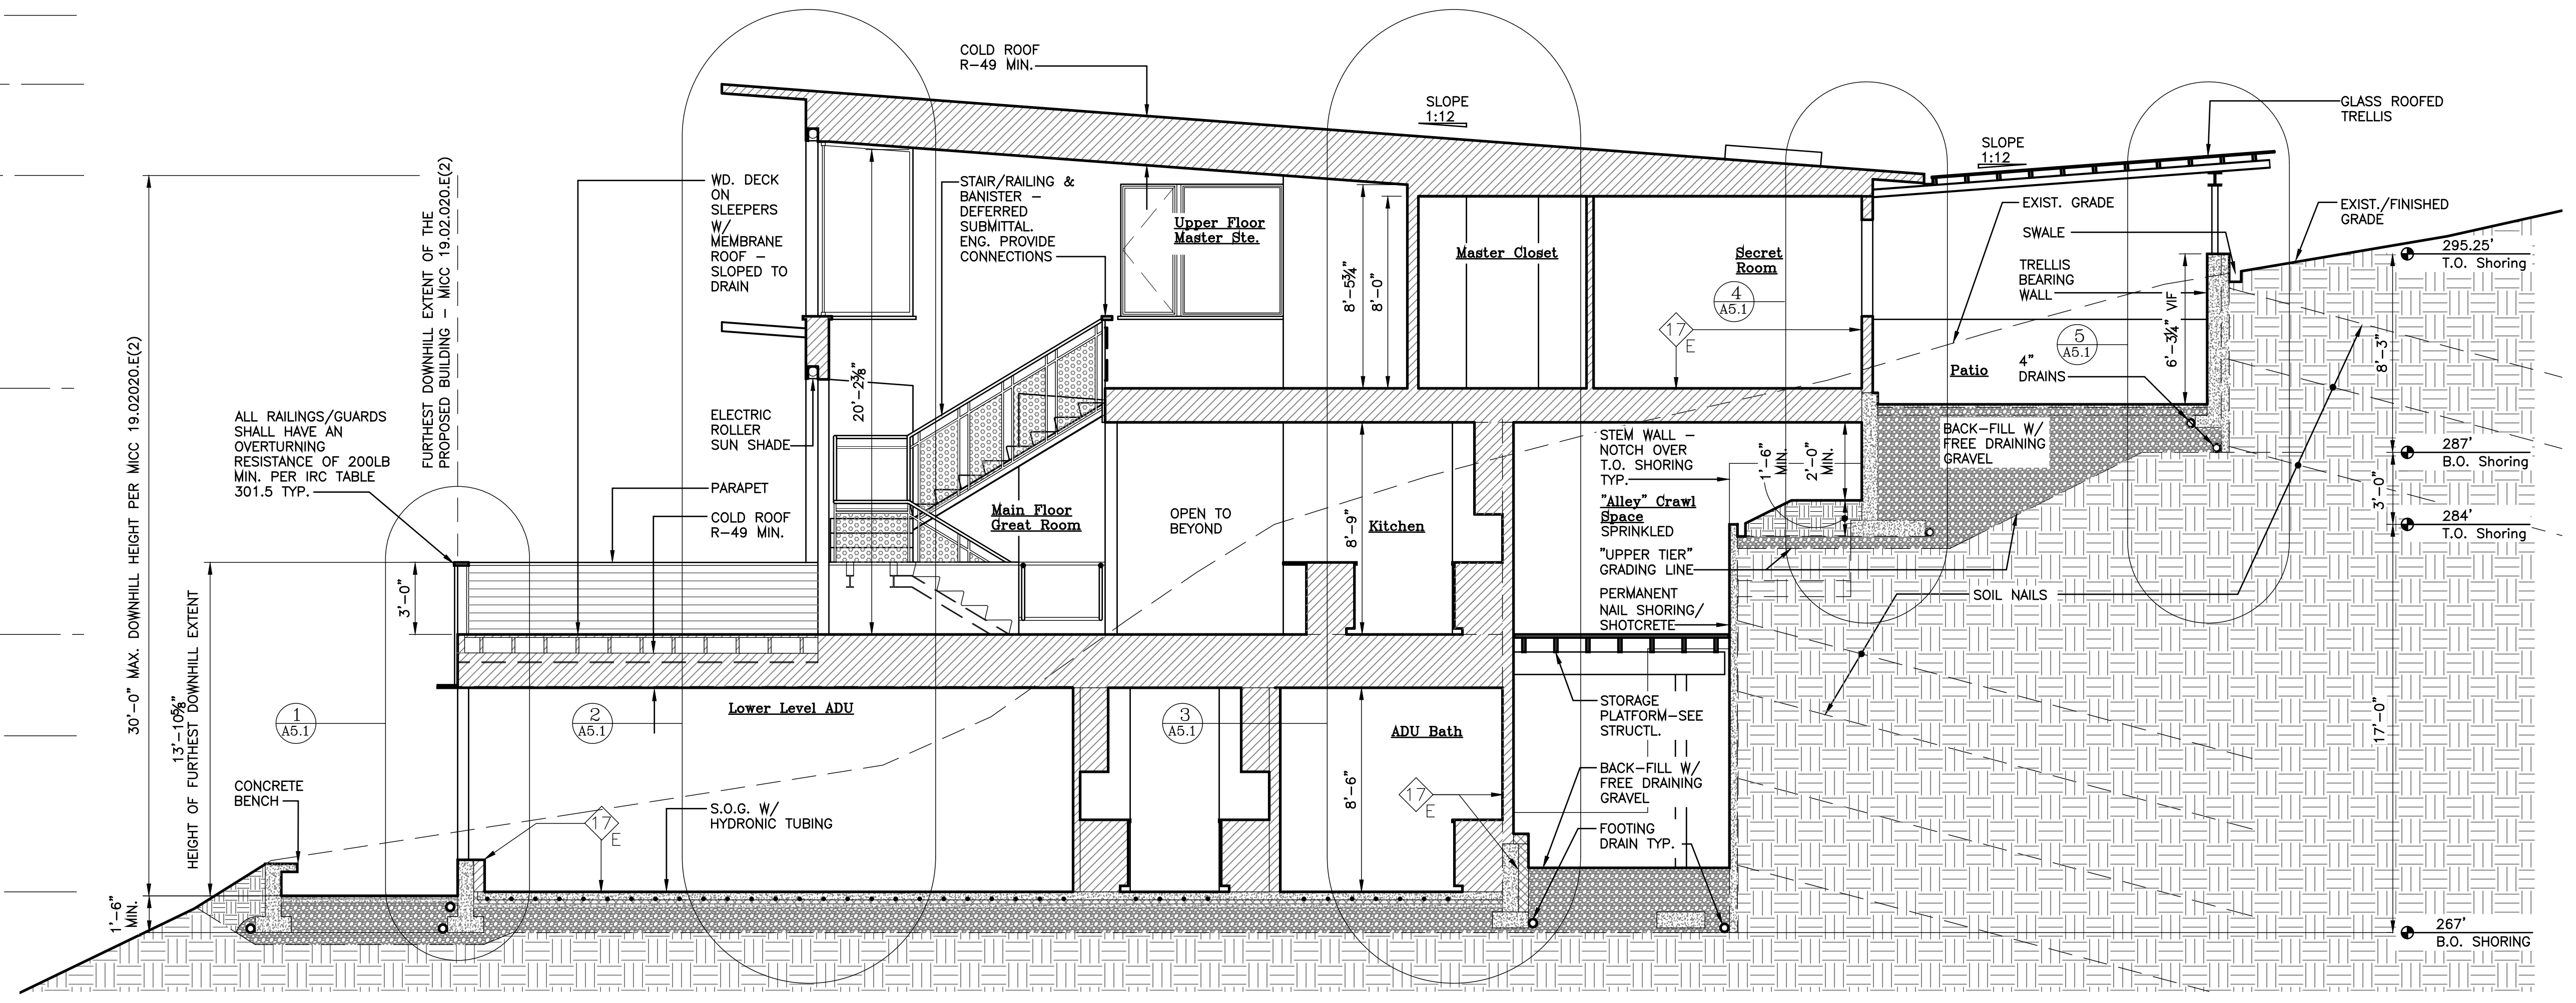 COLD ROOF
R-49 MIN.
SLOPE
1:12
GLASS ROOFED
TRELLIS
SLOPE
1:12
30'-0" MAX. DOWNHILL HEIGHT PER MICC 19.02020.E(2)
FURTHEST DOWNHILL EXTENT OF THE
PROPOSED BUILDING - MICC 19.02.020.E(2)
WD. DECK
ON
SLEEPERS
W/
MEMBRANE
ROOF -
SLOPED TO
DRAIN
STAIR/RAILING &
BANISTER -
DEFERRED
SUBMITTAL.
ENG. PROVIDE
CONNECTIONS
Upper Floor
Master Ste.
8'-5¾"
8'-0"
Master Closet
Secret
Room
4
A5.1
17
E
EXIST. GRADE
SWALE
TRELLIS
BEARING
WALL
EXIST./FINISHED
GRADE
295.25'
T.O. Shoring
6'-3¼" VIF
8'-3"
5
A5.1
4"
DRAINS
Patio
20'-2⅜"
ELECTRIC
ROLLER
SUN SHADE
ALL RAILINGS/GUARDS
SHALL HAVE AN
OVERTURNING
RESISTANCE OF 200LB
MIN. PER IRC TABLE
301.5 TYP.
PARAPET
COLD ROOF
R-49 MIN.
Main Floor
Great Room
OPEN TO
BEYOND
8'-9"
Kitchen
STEM WALL -
NOTCH OVER
T.O. SHORING
TYP.
"Alley" Crawl
Space
SPRINKLED
"UPPER TIER"
GRADING LINE
PERMANENT
NAIL SHORING/
SHOTCRETE
1'-6"
MIN.
2'-0"
MIN.
BACK-FILL W/
FREE DRAINING
GRAVEL
287'
B.O. Shoring
3'-0"
284'
T.O. Shoring
SOIL NAILS
3'-0"
13'-10⅝"
HEIGHT OF FURTHEST DOWNHILL EXTENT
1
A5.1
2
A5.1
Lower Level ADU
3
A5.1
ADU Bath
8'-6"
17
E
STORAGE
PLATFORM-SEE
STRUCTL.
BACK-FILL W/
FREE DRAINING
GRAVEL
FOOTING
DRAIN TYP.
17'-0"
CONCRETE
BENCH
17
E
S.O.G. W/
HYDRONIC TUBING
1'-6"
MIN.
267'
B.O. SHORING